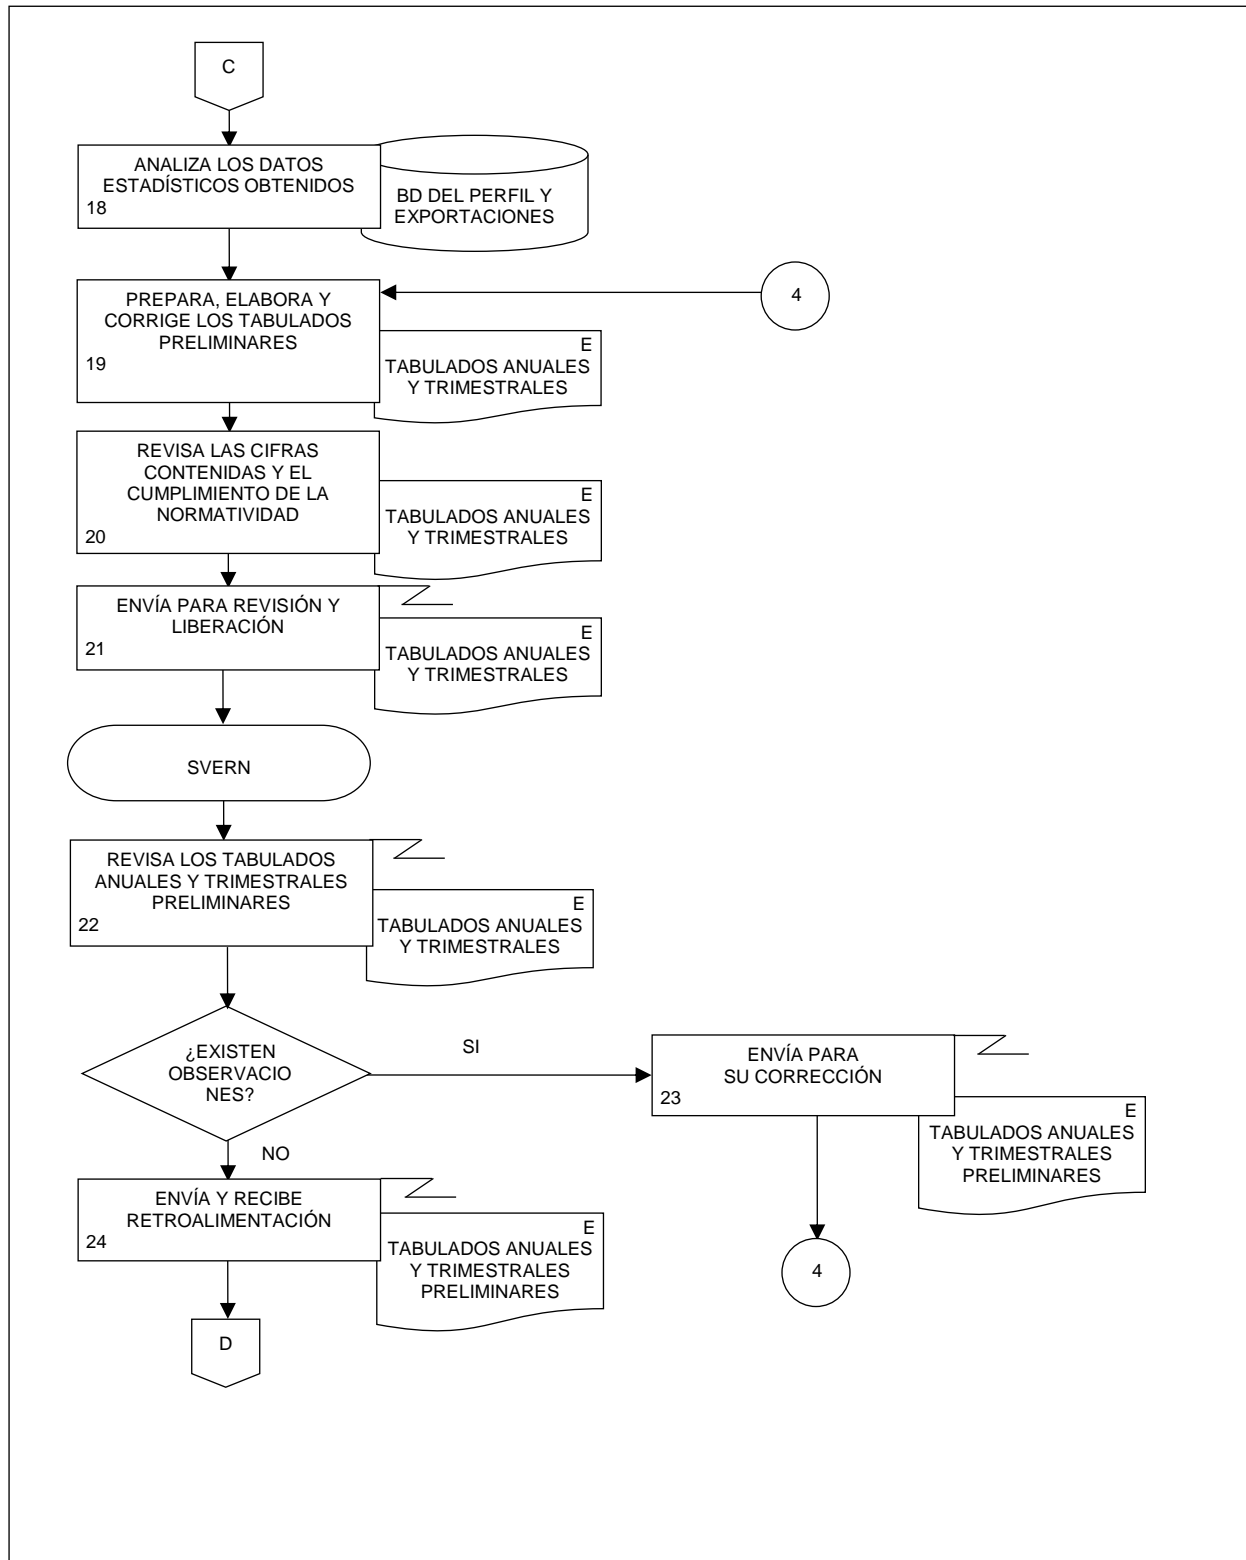 C
ANALIZA LOS DATOS
ESTADÍSTICOS OBTENIDOS
18
BD DEL PERFIL Y
EXPORTACIONES
PREPARA, ELABORA Y
CORRIGE LOS TABULADOS
PRELIMINARES
19
4
E
TABULADOS ANUALES
Y TRIMESTRALES
REVISA LAS CIFRAS
CONTENIDAS Y EL
CUMPLIMIENTO DE LA
NORMATIVIDAD
20
E
TABULADOS ANUALES
Y TRIMESTRALES
ENVÍA PARA REVISIÓN Y
LIBERACIÓN
21
E
TABULADOS ANUALES
Y TRIMESTRALES
SVERN
REVISA LOS TABULADOS
ANUALES Y TRIMESTRALES
PRELIMINARES
22
E
TABULADOS ANUALES
Y TRIMESTRALES
¿EXISTEN
OBSERVACIO
NES?
SI
ENVÍA PARA
SU CORRECCIÓN
23
E
TABULADOS ANUALES
Y TRIMESTRALES
PRELIMINARES
4
NO
ENVÍA Y RECIBE
RETROALIMENTACIÓN
24
E
TABULADOS ANUALES
Y TRIMESTRALES
PRELIMINARES
D